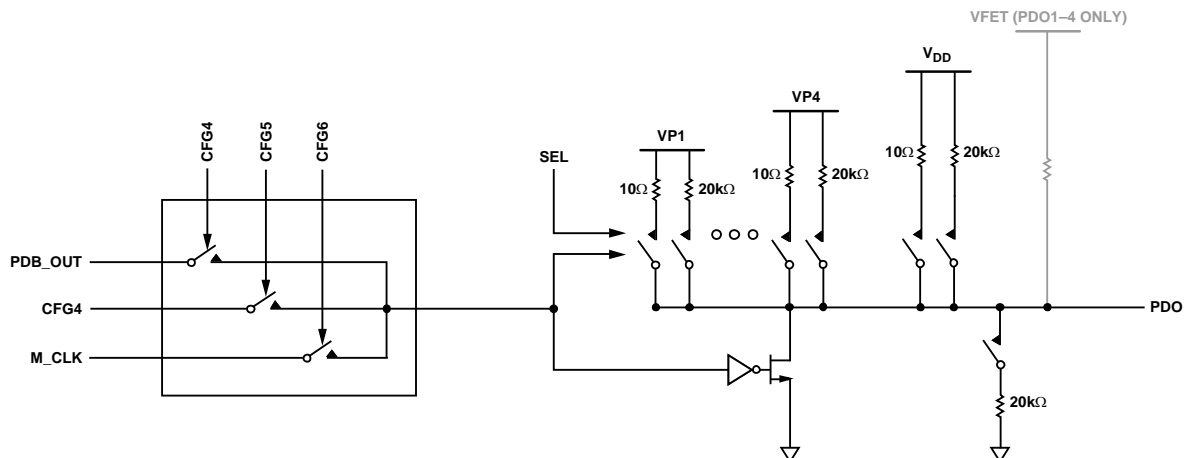 VFET (PDO1–4 ONLY)
VDD
VP4
CFG4
CFG5
CFG6
VP1
SEL
10Ω
20kΩ
10Ω
20kΩ
10Ω
20kΩ
PDB_OUT
CFG4
PDO
M_CLK
20kΩ